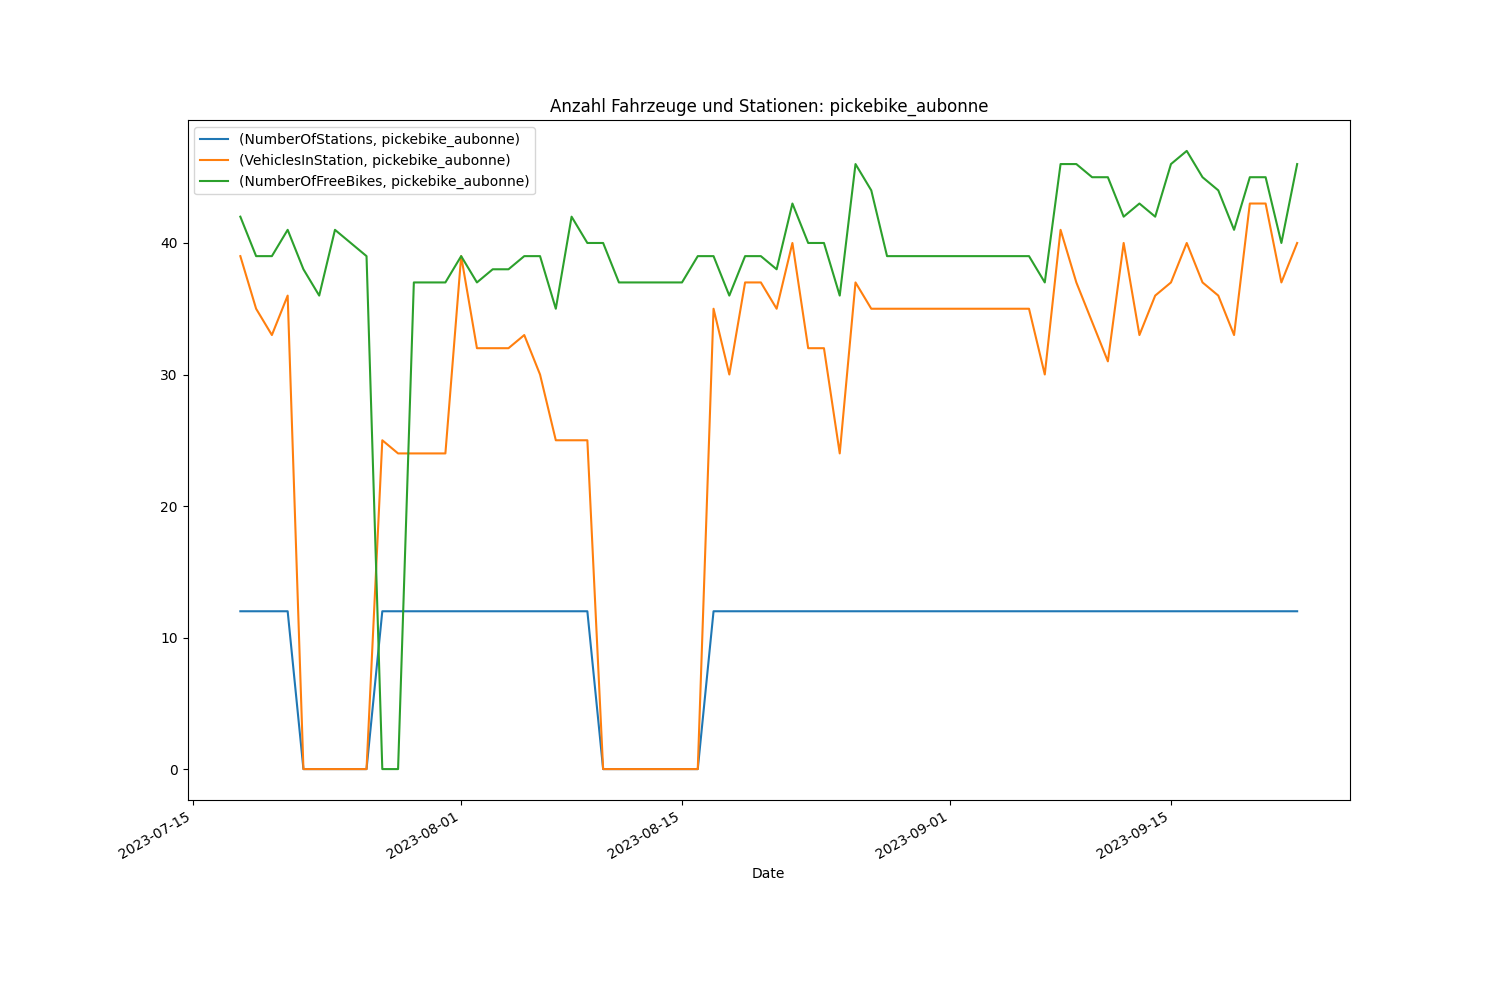 Anzahl Fahrzeuge und Stationen: pickebike_aubonne
(NumberOfStations, pickebike_aubonne)
(VehiclesInStation, pickebike_aubonne)
(NumberOfFreeBikes, pickebike_aubonne)
40
30
20
10
0
2023-07-15
2023-08-01
2023-08-15
2023-09-01
2023-09-15
Date